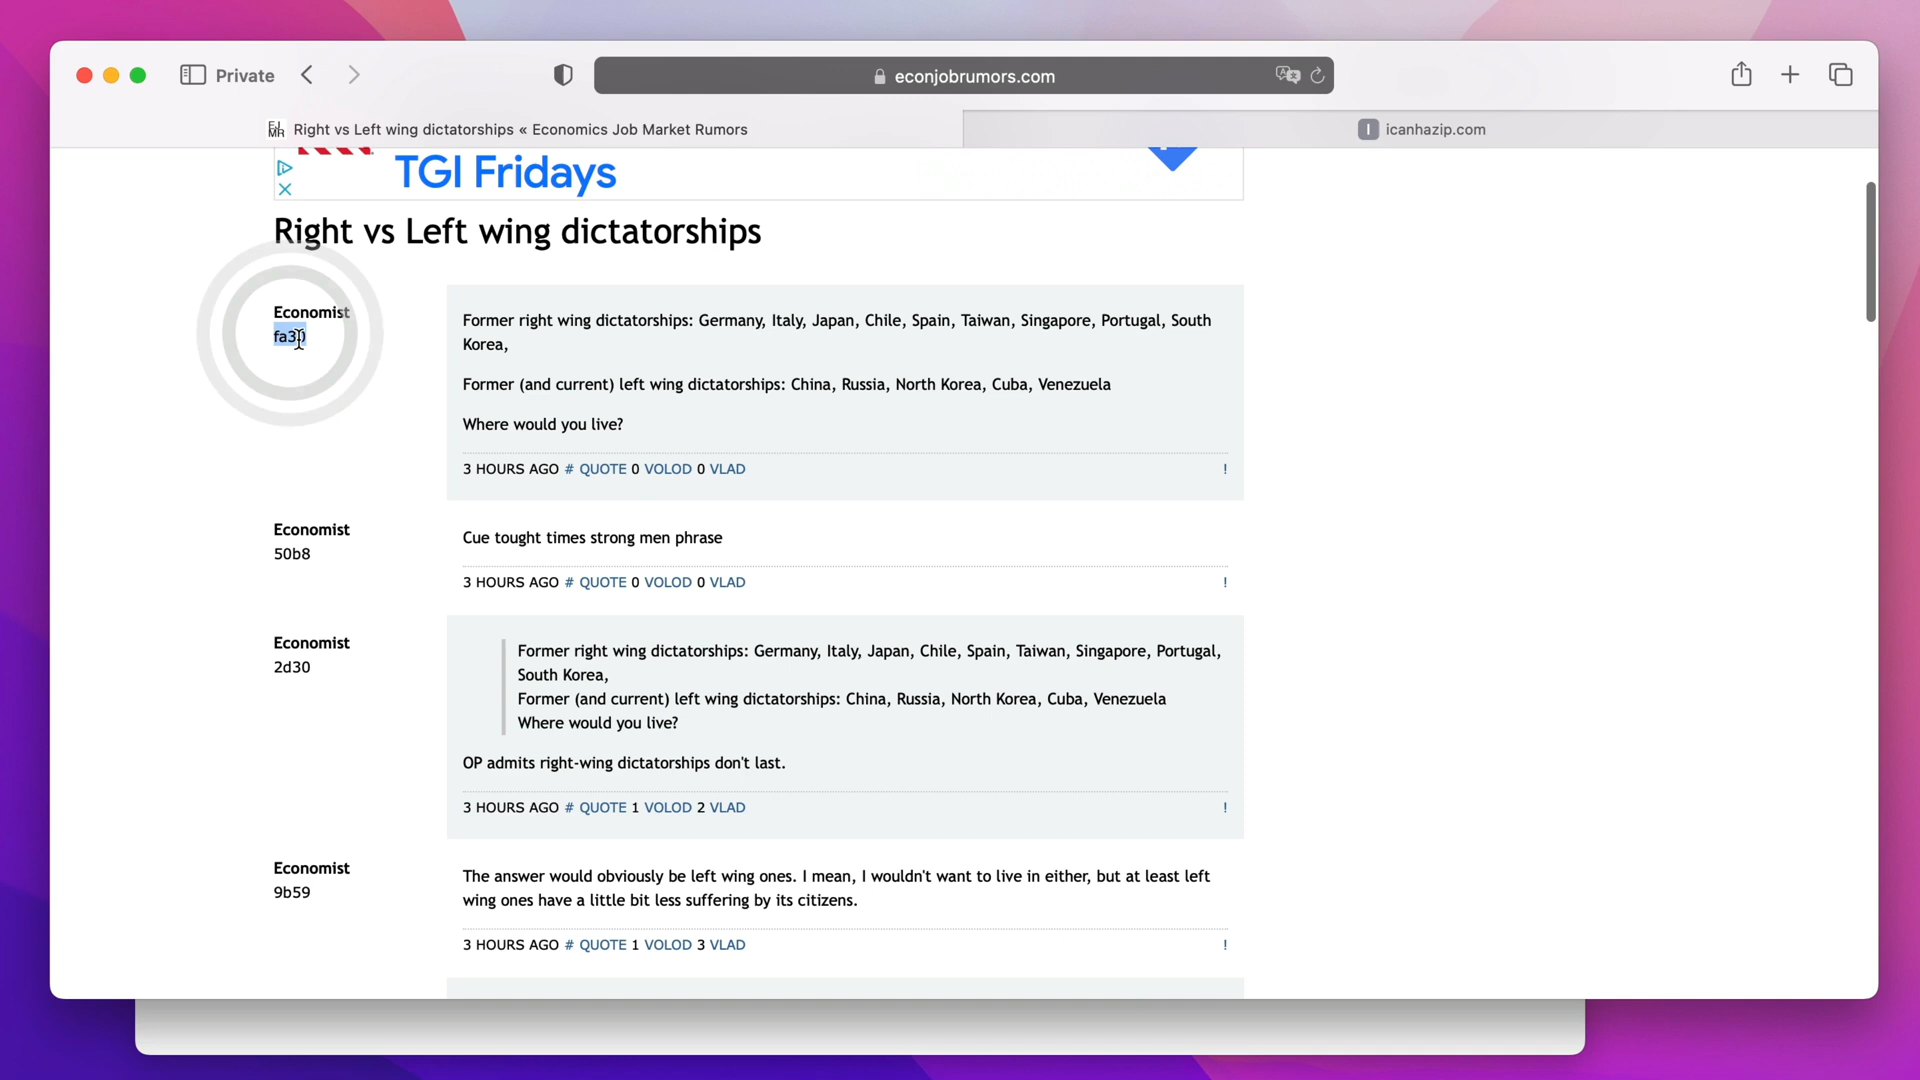 Private
econjobrumors.com
EJ
MR
Right vs Left wing dictatorships « Economics Job Market Rumors
I
icanhazip.com
TGI Fridays
Right vs Left wing dictatorships
Economist
fa30
Former right wing dictatorships: Germany, Italy, Japan, Chile, Spain, Taiwan, Singapore, Portugal, South
Korea,
Former (and current) left wing dictatorships: China, Russia, North Korea, Cuba, Venezuela
Where would you live?
3 HOURS AGO # QUOTE 0 VOLOD 0 VLAD !
Economist
50b8
Cue tought times strong men phrase
3 HOURS AGO # QUOTE 0 VOLOD 0 VLAD !
Economist
2d30
Former right wing dictatorships: Germany, Italy, Japan, Chile, Spain, Taiwan, Singapore, Portugal,
South Korea,
Former (and current) left wing dictatorships: China, Russia, North Korea, Cuba, Venezuela
Where would you live?
OP admits right-wing dictatorships don't last.
3 HOURS AGO # QUOTE 1 VOLOD 2 VLAD !
Economist
9b59
The answer would obviously be left wing ones. I mean, I wouldn't want to live in either, but at least left
wing ones have a little bit less suffering by its citizens.
3 HOURS AGO # QUOTE 1 VOLOD 3 VLAD !